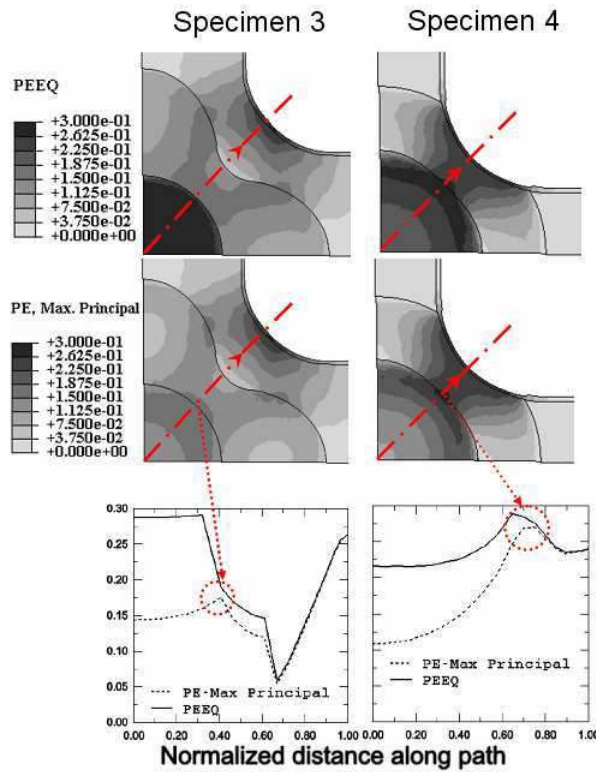 Specimen 3 Specimen 4
PEEQ
+3.000e-01
+2.625e-01
+2.250e-01
+1.875e-01
+1.500e-01
+1.125e-01
+7.500e-02
+3.750e-02
+0.000e+00
PE, Max. Principal
+3.000e-01
+2.625e-01
+2.250e-01
+1.875e-01
+1.500e-01
+1.125e-01
+7.500e-02
+3.750e-02
+0.000e+00
0.30
0.25
0.20
0.15
0.10
0.05
0.00
PE-Max Principal
PEEQ
0.00 0.20 0.40 0.60 0.80 1.00
PE-Max Principal
PEEQ
0.00 0.20 0.40 0.60 0.80 1.00
Normalized distance along path